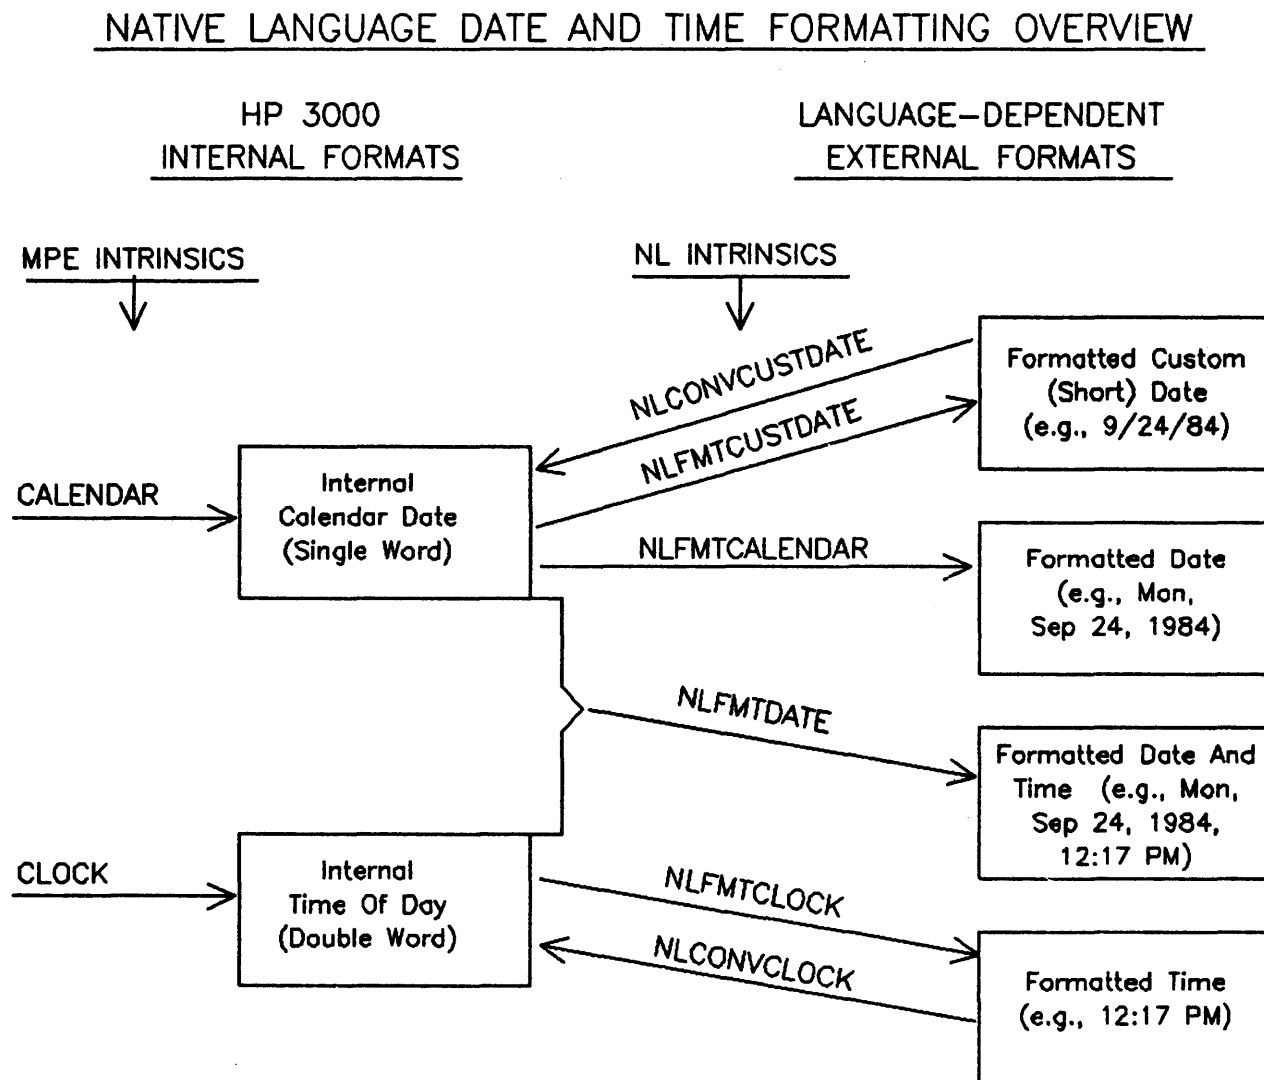 NATIVE LANGUAGE DATE AND TIME FORMATTING OVERVIEW
HP 3000
INTERNAL FORMATS
LANGUAGE-DEPENDENT
EXTERNAL FORMATS
MPE INTRINSICS
NL INTRINSICS
NLCONVCUSTDATE
NLFMTCUSTDATE
Formatted Custom
(Short) Date
(e.g., 9/24/84)
CALENDAR
Internal
Calendar Date
(Single Word)
NLFMTCALENDAR
Formatted Date
(e.g., Mon,
Sep 24, 1984)
NLFMTDATE
Formatted Date And
Time (e.g., Mon,
Sep 24, 1984,
12:17 PM)
CLOCK
Internal
Time Of Day
(Double Word)
NLFMTCLOCK
NLCONVCLOCK
Formatted Time
(e.g., 12:17 PM)